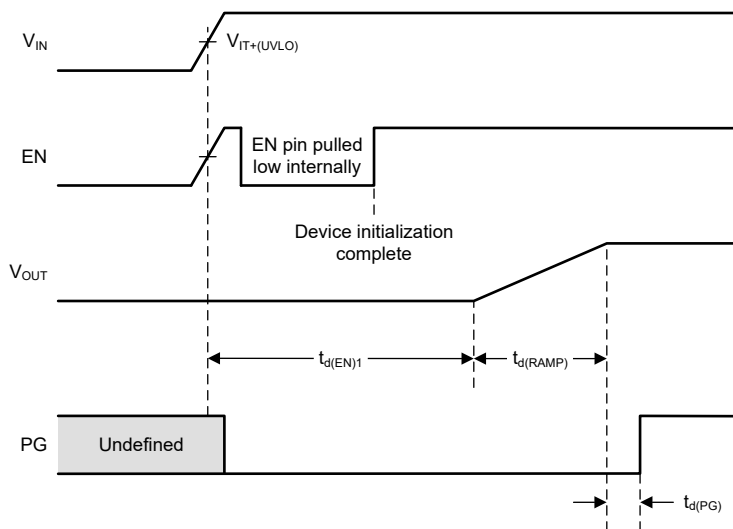 V_IN
V_IT+(UVLO)
EN
EN pin pulled
low internally
Device initialization
complete
V_OUT
t_d(EN)1
t_d(RAMP)
PG
Undefined
t_d(PG)